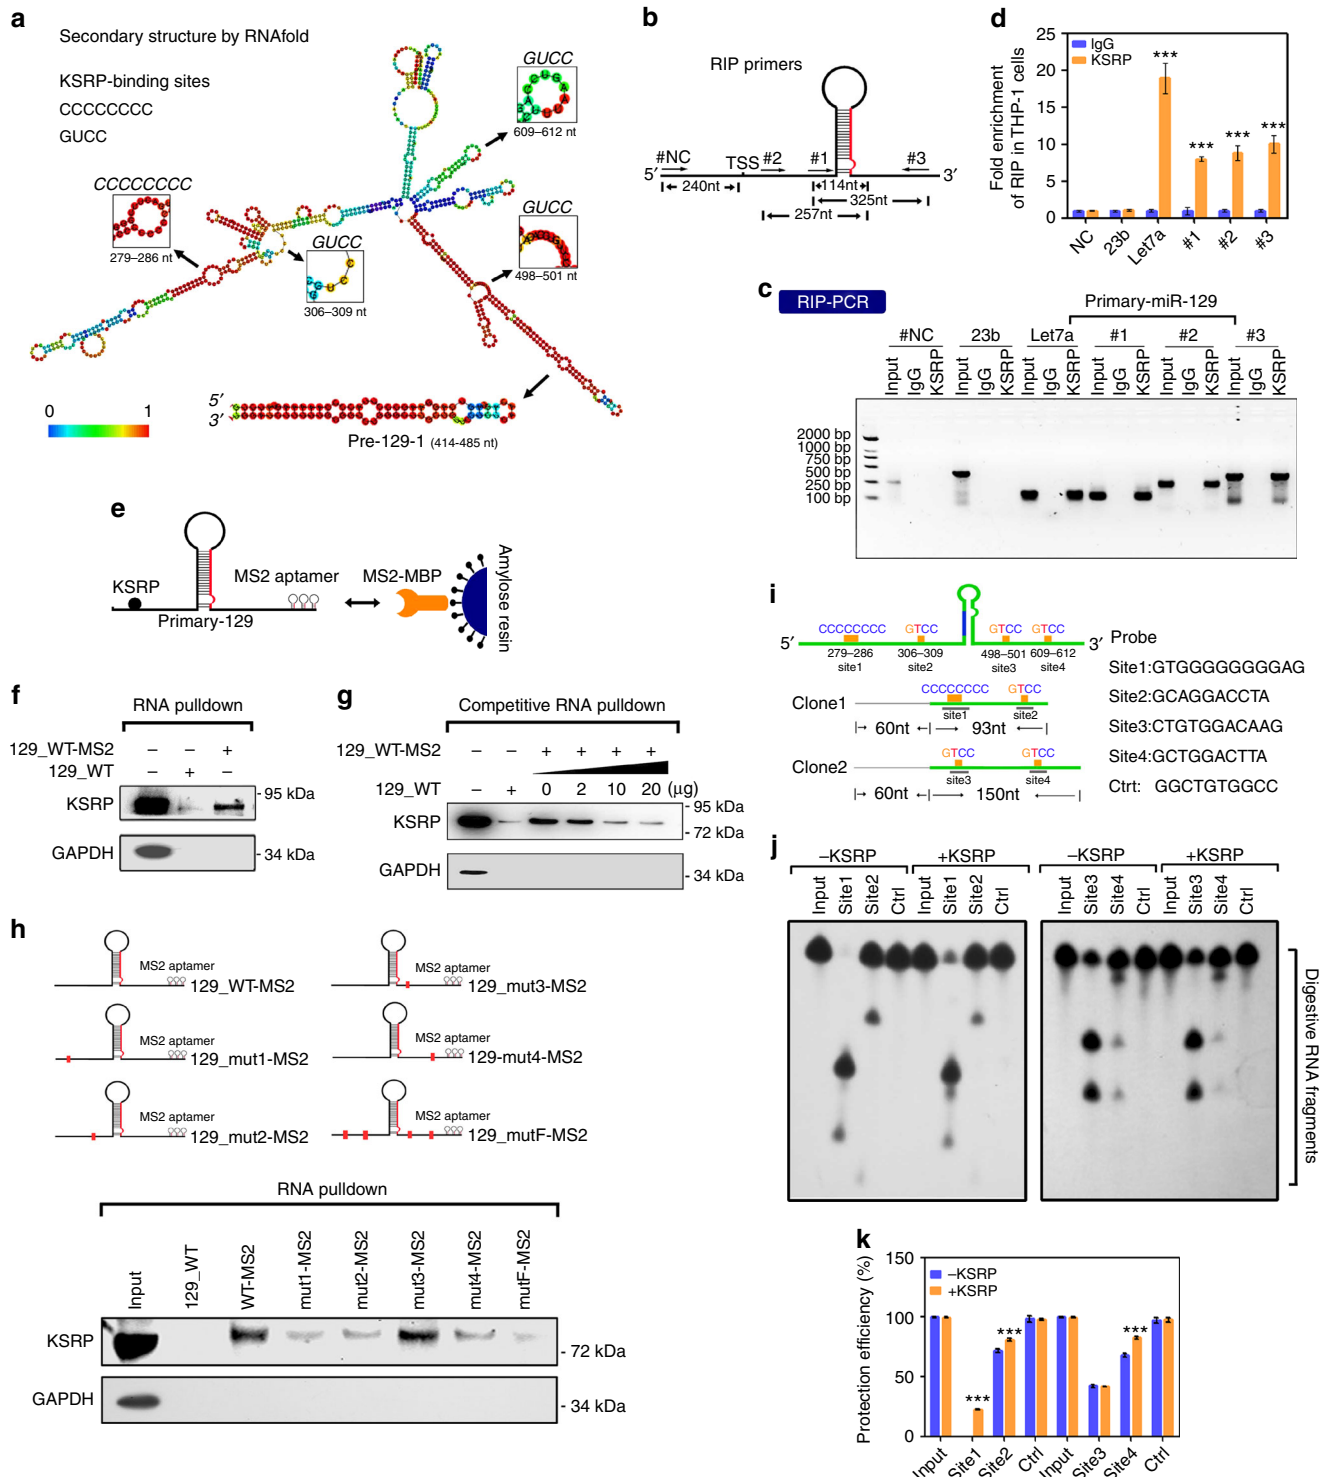 a
Secondary structure by RNAfold
KSRP-binding sites
CCCCCCCC
GUCC
GUCC
609–612 nt
CCCCCCCC
279–286 nt
GUCC
306–309 nt
GUCC
498–501 nt
0 1
5′
3′
Pre-129-1 (414-485 nt)
b
RIP primers
#NC TSS #2 #1 #3
5′ 3′
240nt
114nt
325nt
257nt
d
Fold enrichment
of RIP in THP-1 cells
25
20
15
10
5
0
IgG
KSRP
***
***
***
***
NC 23b Let7a #1 #2 #3
c
RIP-PCR
Primary-miR-129
#NC 23b Let7a #1 #2 #3
Input IgG KSRP Input IgG KSRP Input IgG KSRP Input IgG KSRP Input IgG KSRP Input IgG KSRP
2000 bp
1000 bp
750 bp
500 bp
250 bp
100 bp
e
KSRP
Primary-129
MS2 aptamer
MS2-MBP
Amylose resin
f
RNA pulldown
129_WT-MS2 – – +
129_WT – + –
KSRP
- 95 kDa
GAPDH
- 34 kDa
g
Competitive RNA pulldown
129_WT-MS2 – – + + + +
129_WT – + 0 2 10 20 (μg)
KSRP
- 95 kDa
- 72 kDa
GAPDH
- 34 kDa
h
MS2 aptamer
129_WT-MS2
MS2 aptamer
129_mut3-MS2
MS2 aptamer
129_mut1-MS2
MS2 aptamer
129-mut4-MS2
MS2 aptamer
129_mut2-MS2
MS2 aptamer
129_mutF-MS2
RNA pulldown
Input 129_WT WT-MS2 mut1-MS2 mut2-MS2 mut3-MS2 mut4-MS2 mutF-MS2
KSRP
- 72 kDa
GAPDH
- 34 kDa
i
CCCCCCCC GTCC GTCC GTCC
5′ 3′
279–286 306–309 498–501 609–612
site1 site2 site3 site4
Probe
Site1:GTGGGGGGGGAG
Site2:GCAGGACCTA
Site3:CTGTGGACAAG
Site4:GCTGGACTTA
Ctrt: GGCTGTGGCC
CCCCCCCC GTCC
Clone1
site1 site2
60nt 93nt
GTCC GTCC
Clone2
site3 site4
60nt 150nt
j
–KSRP +KSRP –KSRP +KSRP
Input Site1 Site2 Ctrl Input Site1 Site2 Ctrl Input Site3 Site4 Ctrl Input Site3 Site4 Ctrl
Digestive RNA fragments
k
Protection efficiency (%)
150
100
50
0
–KSRP
+KSRP
***
***
***
Input Site1 Site2 Ctrl Input Site3 Site4 Ctrl